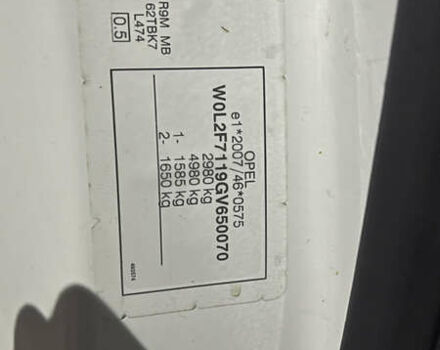 OPEL
e1*2007/46*0575
W0L2F7119GV650070
2980 kg
4980 kg
1- 1585 kg
2- 1650 kg
R9M MB
62TBK7
L474
0.5